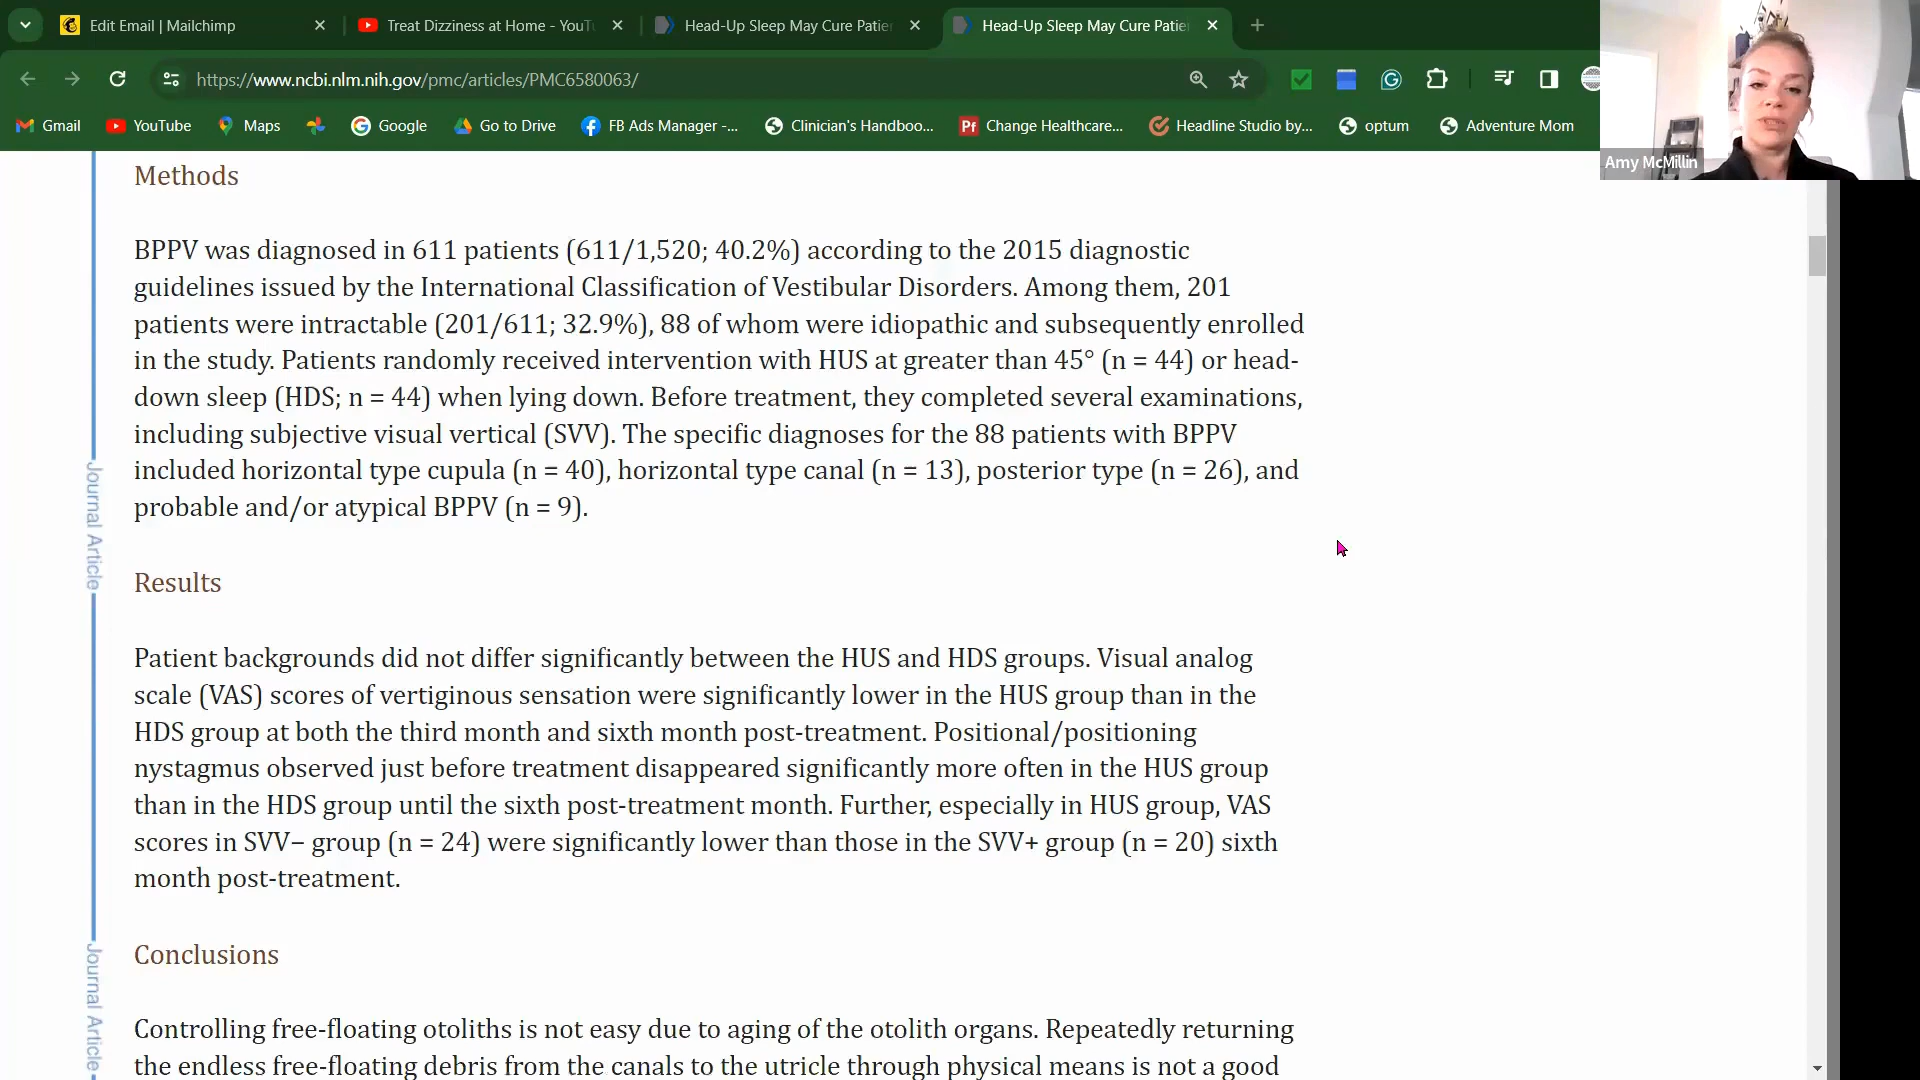 Edit Email | Mailchimp
Treat Dizziness at Home - YouT
Head-Up Sleep May Cure Patie
Head-Up Sleep May Cure Patie
https://www.ncbi.nlm.nih.gov/pmc/articles/PMC6580063/
Gmail
YouTube
Maps
Google
Go to Drive
FB Ads Manager -...
Clinician's Handboo...
Change Healthcare...
Headline Studio by...
optum
Adventure Mom
Amy McMillin
Methods
BPPV was diagnosed in 611 patients (611/1,520; 40.2%) according to the 2015 diagnostic
guidelines issued by the International Classification of Vestibular Disorders. Among them, 201
patients were intractable (201/611; 32.9%), 88 of whom were idiopathic and subsequently enrolled
in the study. Patients randomly received intervention with HUS at greater than 45° (n = 44) or head-
down sleep (HDS; n = 44) when lying down. Before treatment, they completed several examinations,
including subjective visual vertical (SVV). The specific diagnoses for the 88 patients with BPPV
included horizontal type cupula (n = 40), horizontal type canal (n = 13), posterior type (n = 26), and
probable and/or atypical BPPV (n = 9).
Journal Article
Results
Patient backgrounds did not differ significantly between the HUS and HDS groups. Visual analog
scale (VAS) scores of vertiginous sensation were significantly lower in the HUS group than in the
HDS group at both the third month and sixth month post-treatment. Positional/positioning
nystagmus observed just before treatment disappeared significantly more often in the HUS group
than in the HDS group until the sixth post-treatment month. Further, especially in HUS group, VAS
scores in SVV− group (n = 24) were significantly lower than those in the SVV+ group (n = 20) sixth
month post-treatment.
Conclusions
Journal Article
Controlling free-floating otoliths is not easy due to aging of the otolith organs. Repeatedly returning
the endless free-floating debris from the canals to the utricle through physical means is not a good